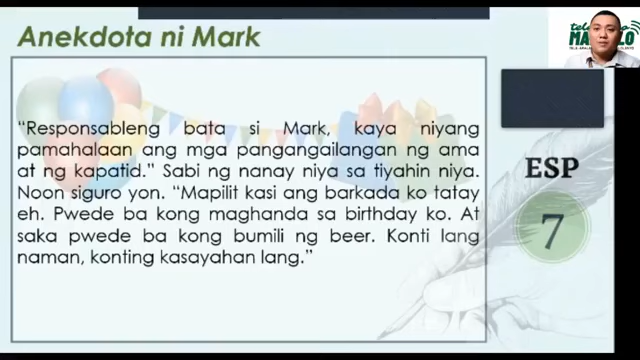 Anekdota ni Mark
"Responsableng bata si Mark, kaya niyang
pamahalaan ang mga pangangailangan ng ama
at ng kapatid." Sabi ng nanay niya sa tiyahin niya.
Noon siguro yon. "Mapilit kasi ang barkada ko tatay
eh. Pwede ba kong maghanda sa birthday ko. At
saka pwede ba kong bumili ng beer. Konti lang
naman, konting kasayahan lang."
ESP
7